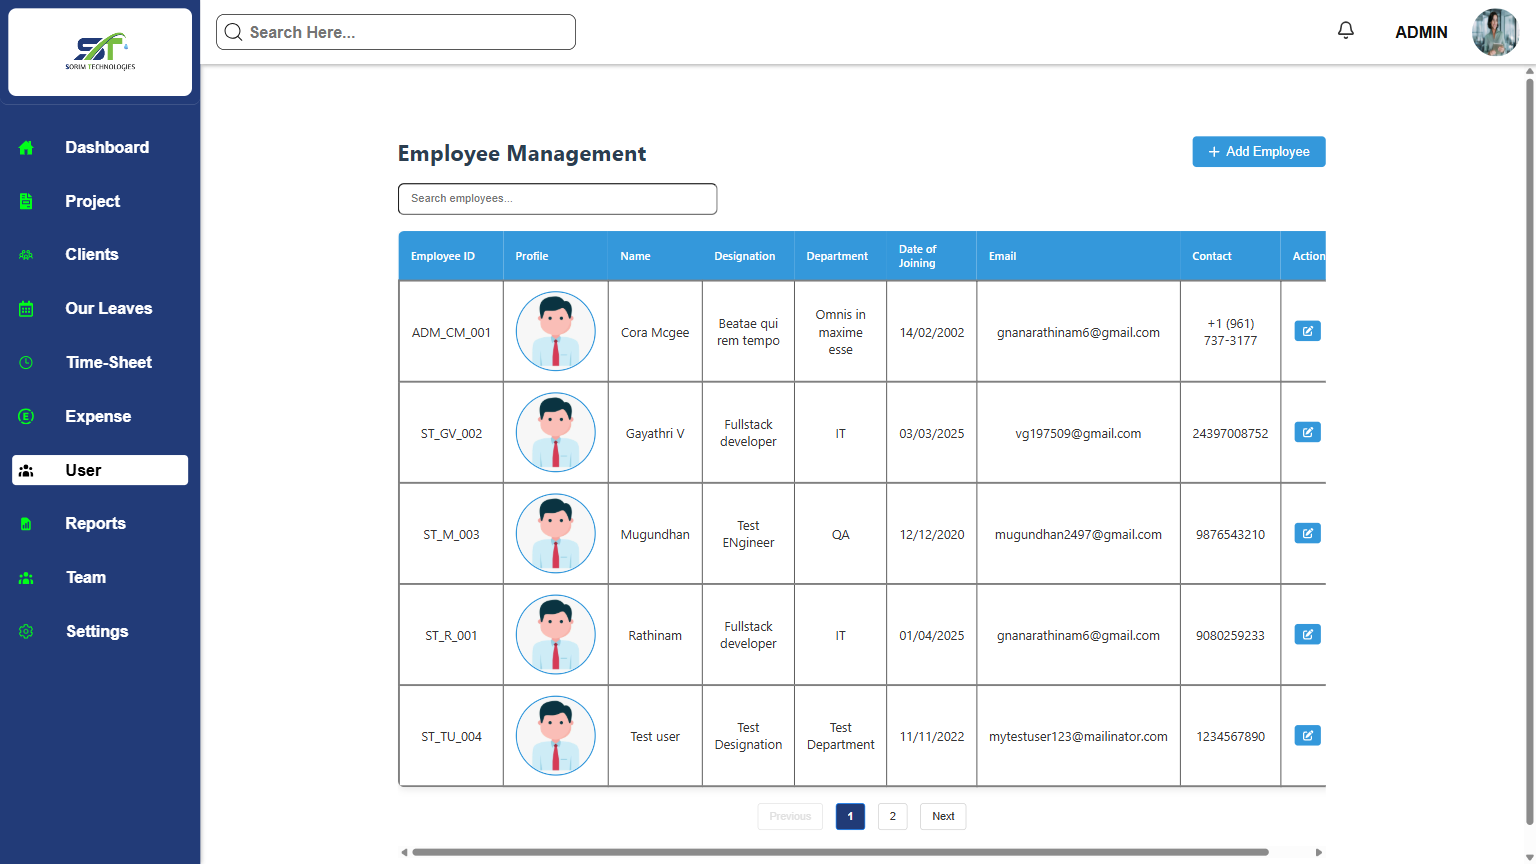 ST
SORIM TECHNOLOGIES
Search Here...
ADMIN
Dashboard
Project
Clients
Our Leaves
Time-Sheet
Expense
User
Reports
Team
Settings
Employee Management
+ Add Employee
Search employees...
Employee ID Profile Name Designation Department Date of Joining Email Contact Action
ADM_CM_001 Cora Mcgee Beatae qui rem tempo Omnis in maxime esse 14/02/2002 gnanarathinam6@gmail.com +1 (961) 737-3177
ST_GV_002 Gayathri V Fullstack developer IT 03/03/2025 vg197509@gmail.com 24397008752
ST_M_003 Mugundhan Test ENgineer QA 12/12/2020 mugundhan2497@gmail.com 9876543210
ST_R_001 Rathinam Fullstack developer IT 01/04/2025 gnanarathinam6@gmail.com 9080259233
ST_TU_004 Test user Test Designation Test Department 11/11/2022 mytestuser123@mailinator.com 1234567890
Previous 1 2 Next